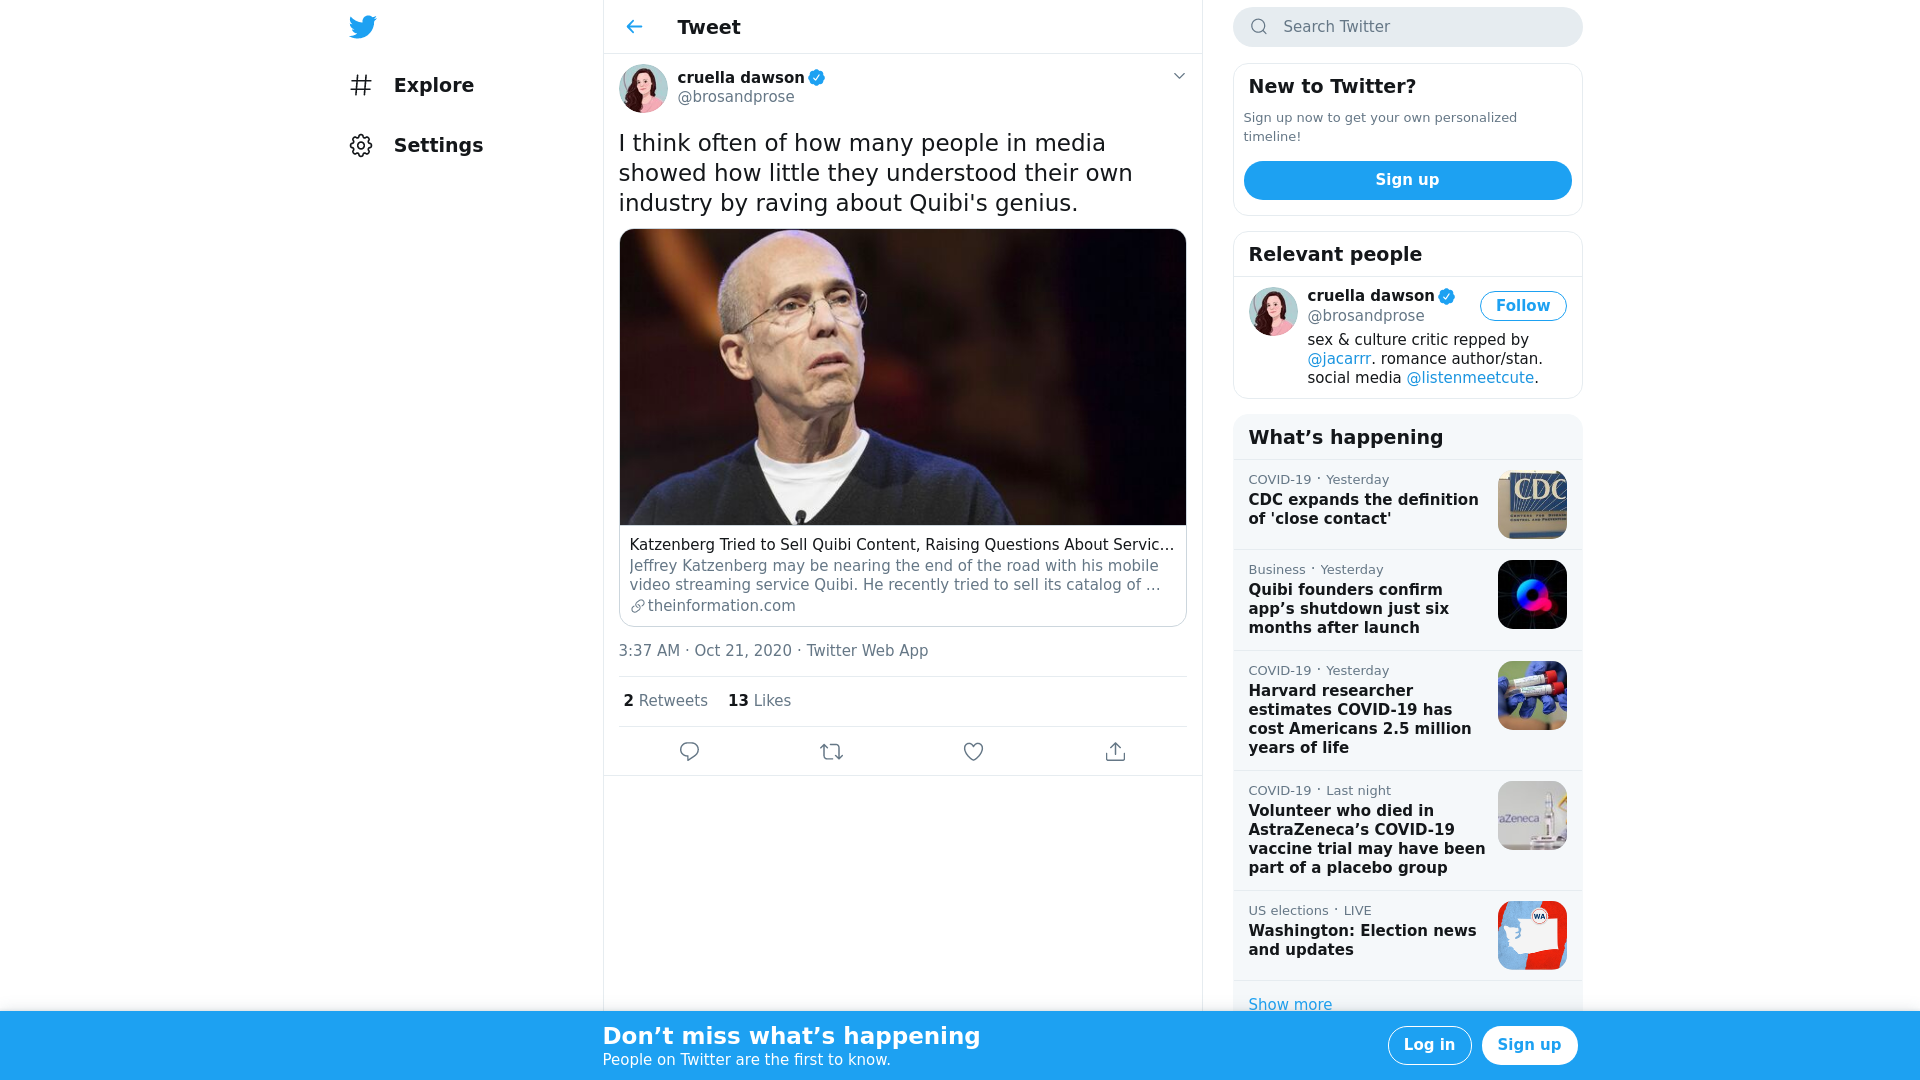 Explore
Settings
Tweet
cruella dawson
@brosandprose
I think often of how many people in media
showed how little they understood their own
industry by raving about Quibi's genius.
Katzenberg Tried to Sell Quibi Content, Raising Questions About Servic...
Jeffrey Katzenberg may be nearing the end of the road with his mobile
video streaming service Quibi. He recently tried to sell its catalog of ...
theinformation.com
3:37 AM · Oct 21, 2020 · Twitter Web App
2 Retweets 13 Likes
Search Twitter
New to Twitter?
Sign up now to get your own personalized
timeline!
Sign up
Relevant people
cruella dawson
@brosandprose
Follow
sex & culture critic repped by
@jacarrr. romance author/stan.
social media @listenmeetcute.
What’s happening
COVID-19 · Yesterday
CDC expands the definition
of 'close contact'
CDC
Business · Yesterday
Quibi founders confirm
app’s shutdown just six
months after launch
COVID-19 · Yesterday
Harvard researcher
estimates COVID-19 has
cost Americans 2.5 million
years of life
COVID-19 · Last night
Volunteer who died in
AstraZeneca’s COVID-19
vaccine trial may have been
part of a placebo group
aZeneca
US elections · LIVE
Washington: Election news
and updates
WA
Show more
Don’t miss what’s happening
People on Twitter are the first to know.
Log in
Sign up